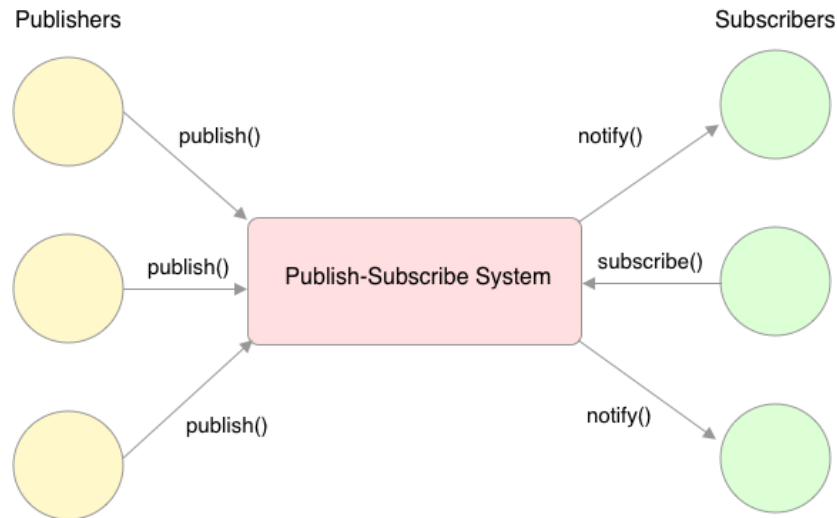 Publishers
Subscribers
publish()
notify()
publish()
Publish-Subscribe System
subscribe()
publish()
notify()